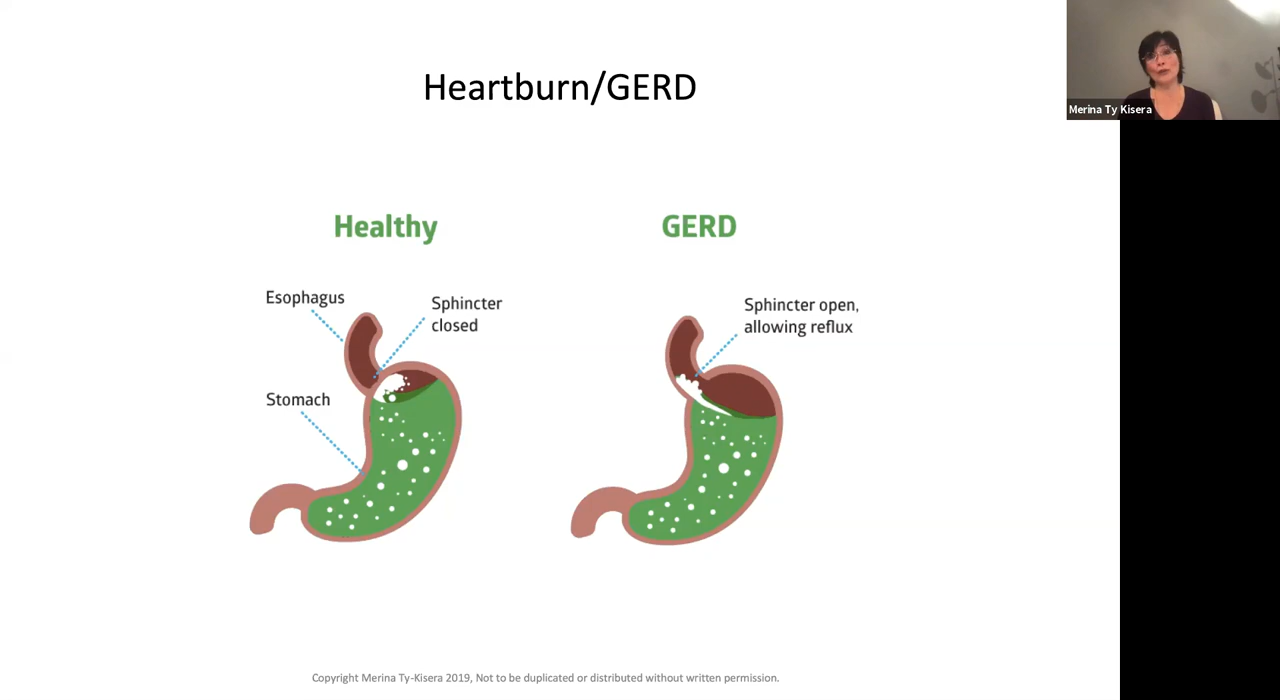 Heartburn/GERD
Merina Ty Kisera
Healthy
GERD
Esophagus
Sphincter
closed
Stomach
Sphincter open,
allowing reflux
Copyright Merina Ty-Kisera 2019, Not to be duplicated or distributed without written permission.